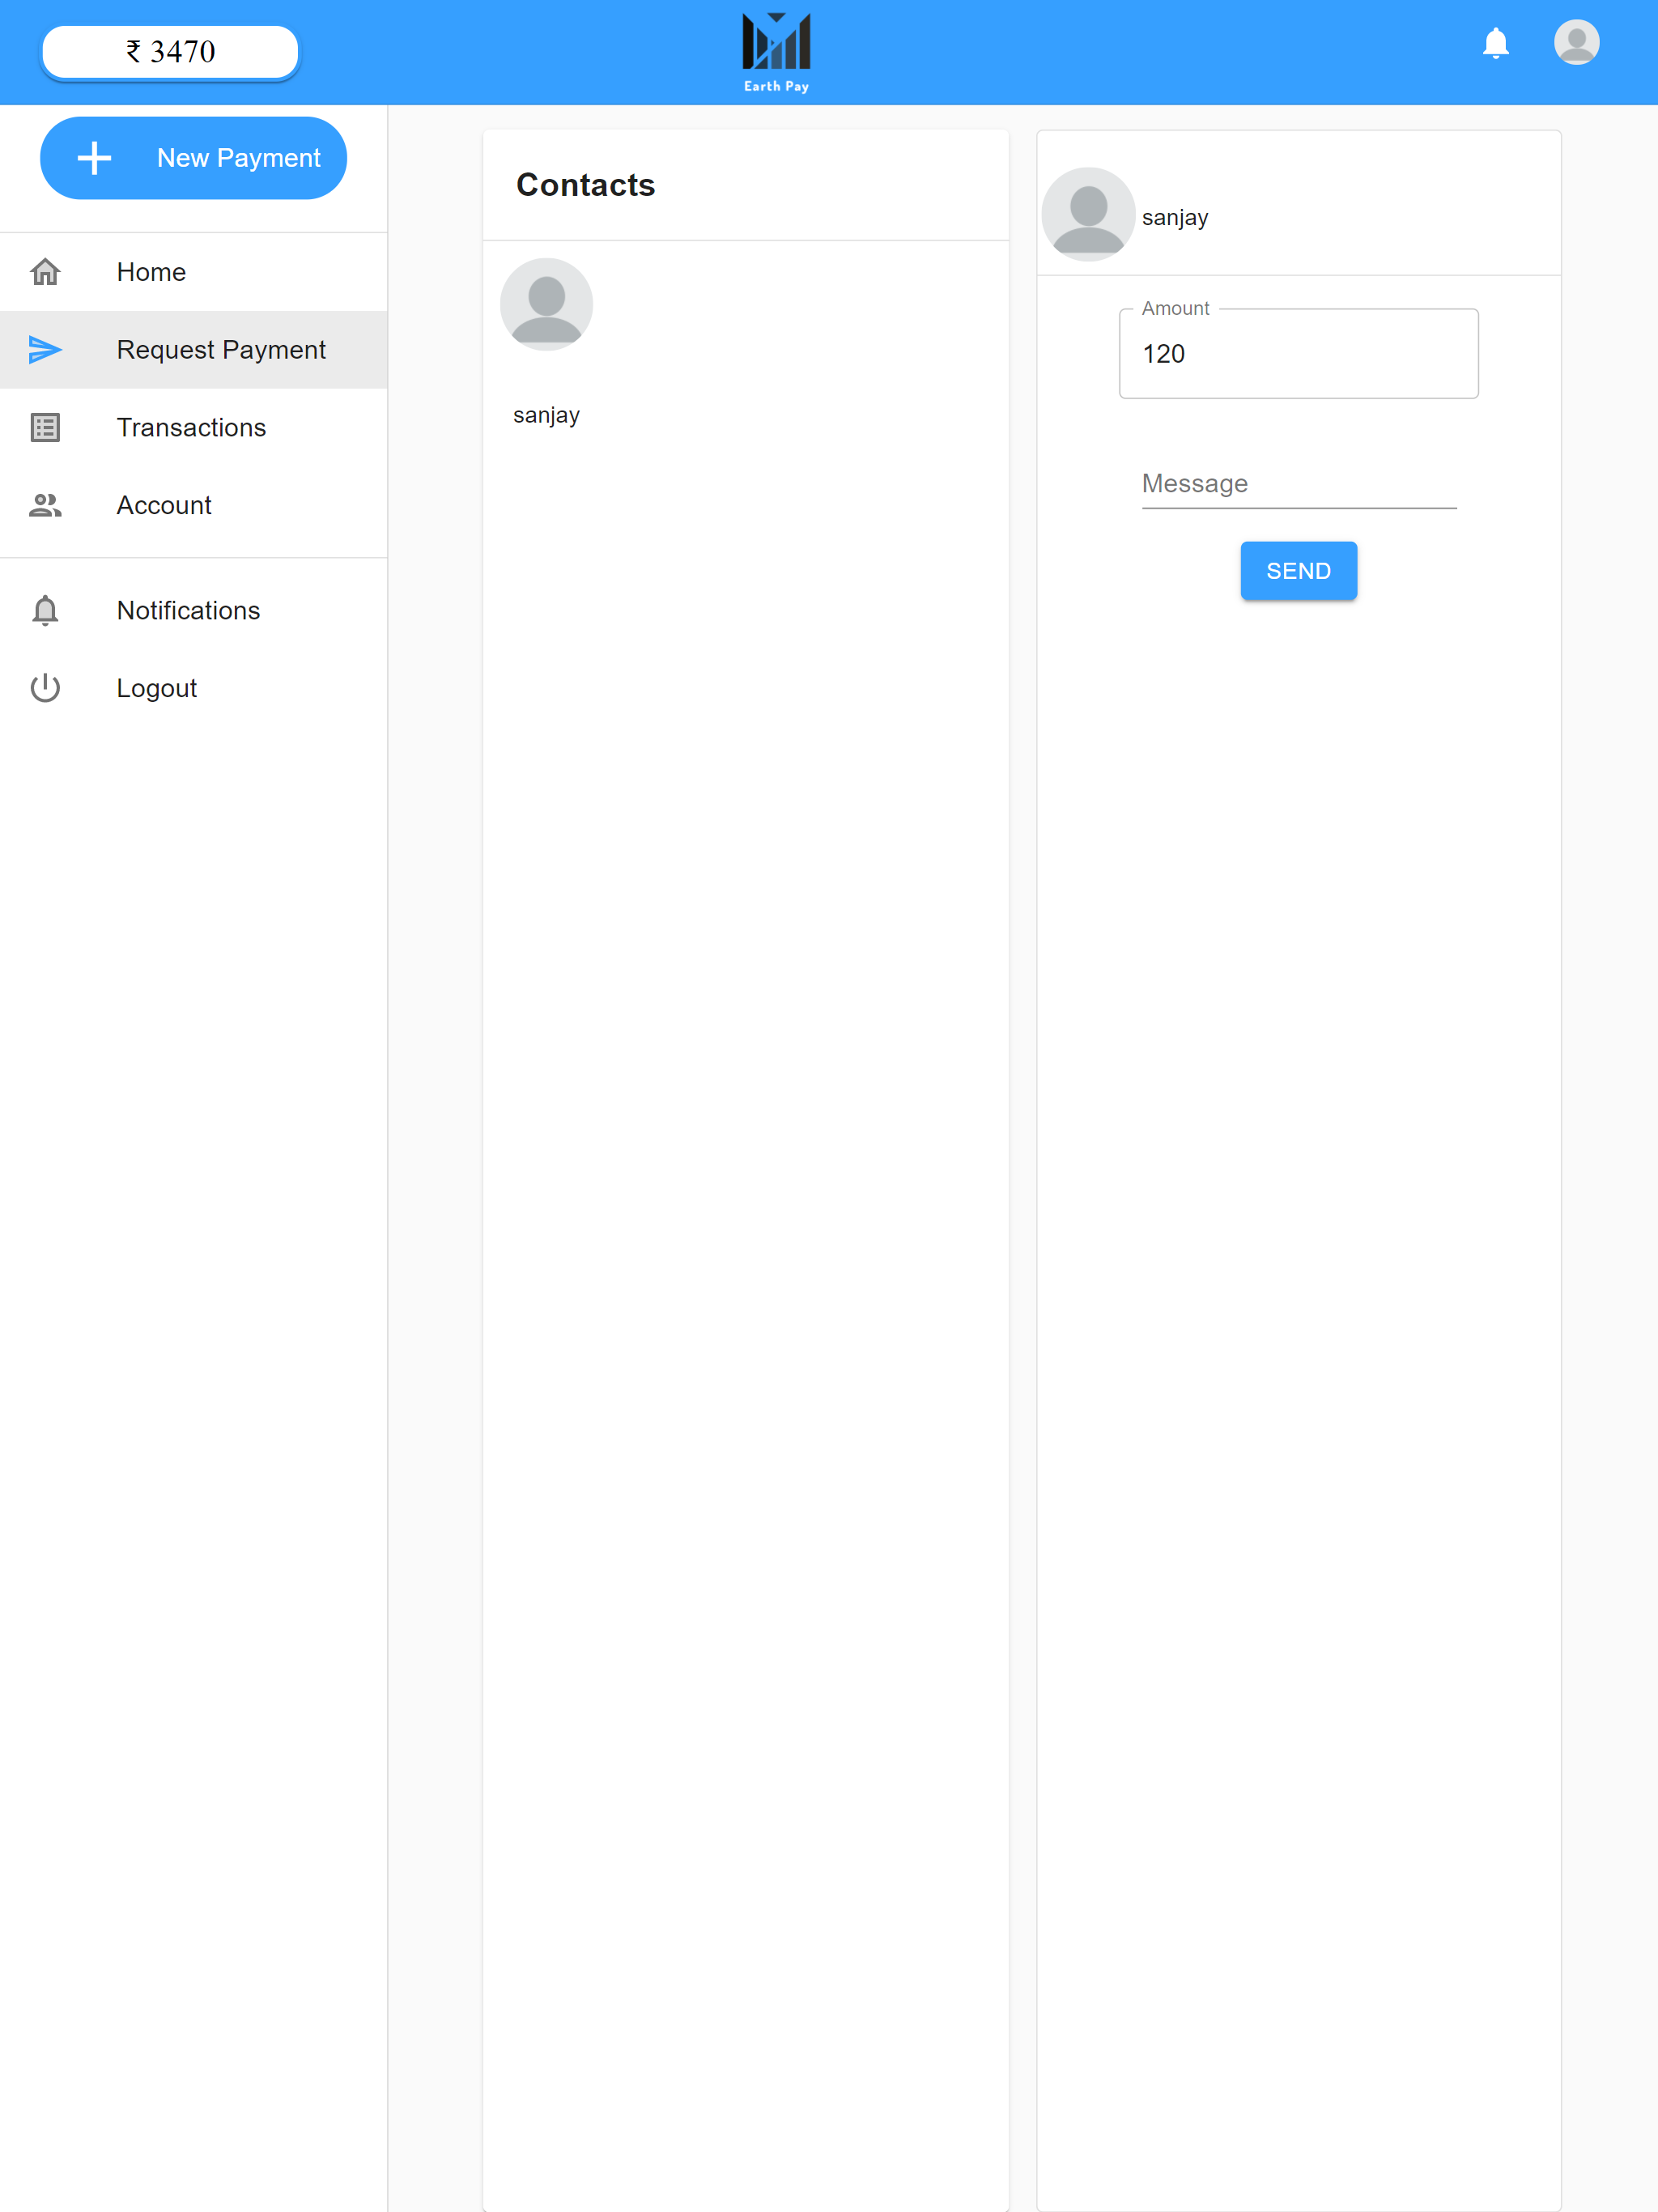 ₹ 3470
Earth Pay
New Payment
Home
Request Payment
Transactions
Account
Notifications
Logout
Contacts
sanjay
sanjay
Amount
120
Message
SEND